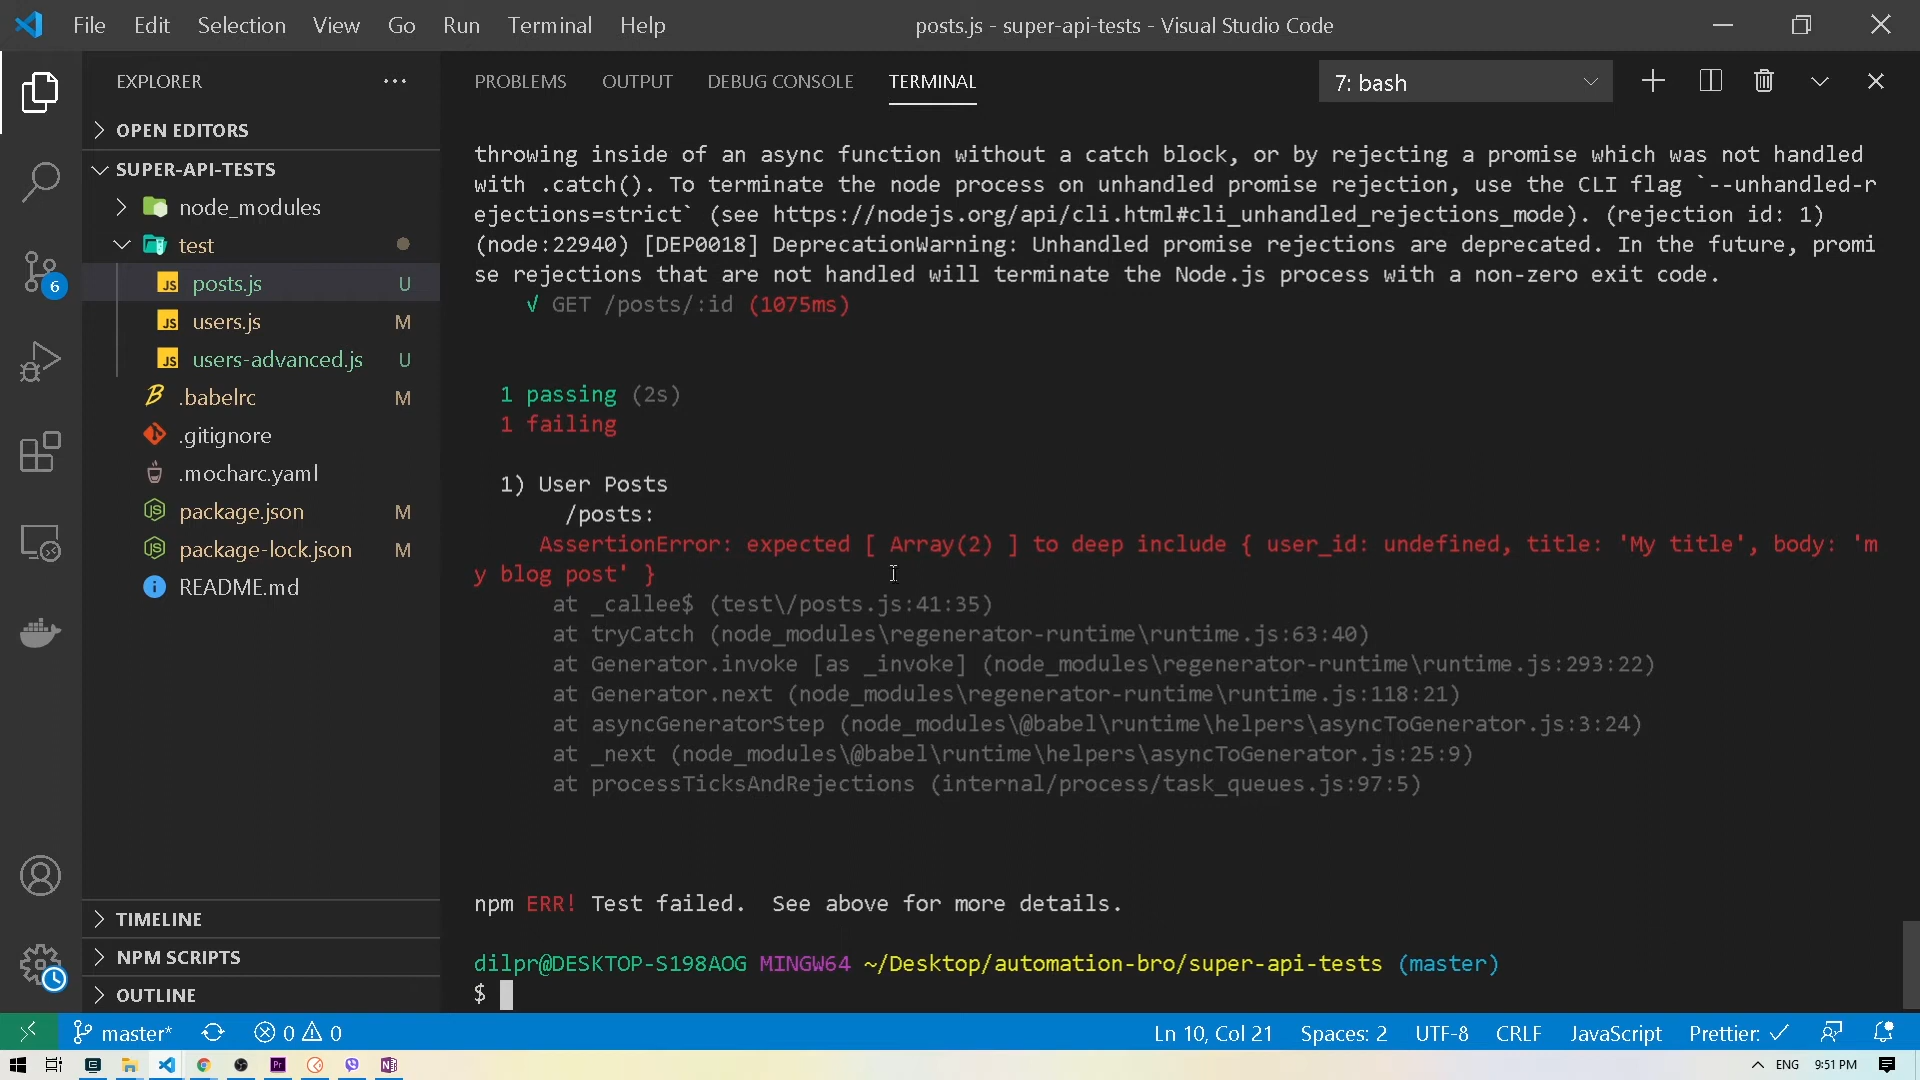 File Edit Selection View Go Run Terminal Help posts.js - super-api-tests - Visual Studio Code
EXPLORER
OPEN EDITORS
SUPER-API-TESTS
node_modules
test
JS posts.js U
JS users.js M
JS users-advanced.js U
.babelrc M
.gitignore
.mocharc.yaml
package.json M
package-lock.json M
README.md
TIMELINE
NPM SCRIPTS
OUTLINE
6
PROBLEMS OUTPUT DEBUG CONSOLE TERMINAL 7: bash
throwing inside of an async function without a catch block, or by rejecting a promise which was not handled
with .catch(). To terminate the node process on unhandled promise rejection, use the CLI flag `--unhandled-r
ejections=strict` (see https://nodejs.org/api/cli.html#cli_unhandled_rejections_mode). (rejection id: 1)
(node:22940) [DEP0018] DeprecationWarning: Unhandled promise rejections are deprecated. In the future, promi
se rejections that are not handled will terminate the Node.js process with a non-zero exit code.
√ GET /posts/:id (1075ms)
1 passing (2s)
1 failing
1) User Posts
/posts:
AssertionError: expected [ Array(2) ] to deep include { user_id: undefined, title: 'My title', body: 'm
y blog post' }
at _callee$ (test\/posts.js:41:35)
at tryCatch (node_modules\regenerator-runtime\runtime.js:63:40)
at Generator.invoke [as _invoke] (node_modules\regenerator-runtime\runtime.js:293:22)
at Generator.next (node_modules\regenerator-runtime\runtime.js:118:21)
at asyncGeneratorStep (node_modules\@babel\runtime\helpers\asyncToGenerator.js:3:24)
at _next (node_modules\@babel\runtime\helpers\asyncToGenerator.js:25:9)
at processTicksAndRejections (internal/process/task_queues.js:97:5)
npm ERR! Test failed.  See above for more details.
dilpr@DESKTOP-S198AOG MINGW64 ~/Desktop/automation-bro/super-api-tests (master)
$
master* 0 0 Ln 10, Col 21 Spaces: 2 UTF-8 CRLF JavaScript Prettier: ✓
ENG 9:51 PM